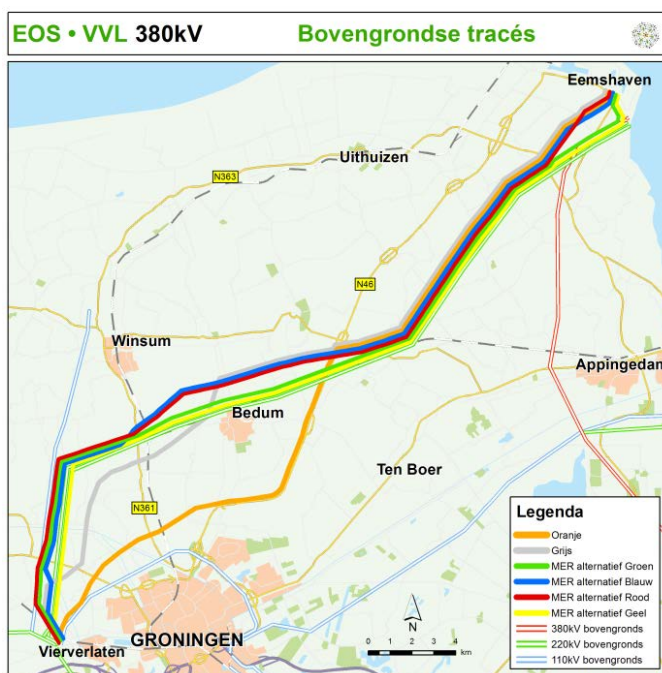 EOS • VVL 380kV Bovengrondse tracés
Eemshaven
Uithuizen
N363
N46
Winsum
Appingedam
Bedum
Ten Boer
N361
GRONINGEN
Vierverlaten
N
0 0.5 1 2 3 4
km
Legenda
Oranje
Grijs
MER alternatief Groen
MER alternatief Blauw
MER alternatief Rood
MER alternatief Geel
380kV bovengronds
220kV bovengronds
110kV bovengronds